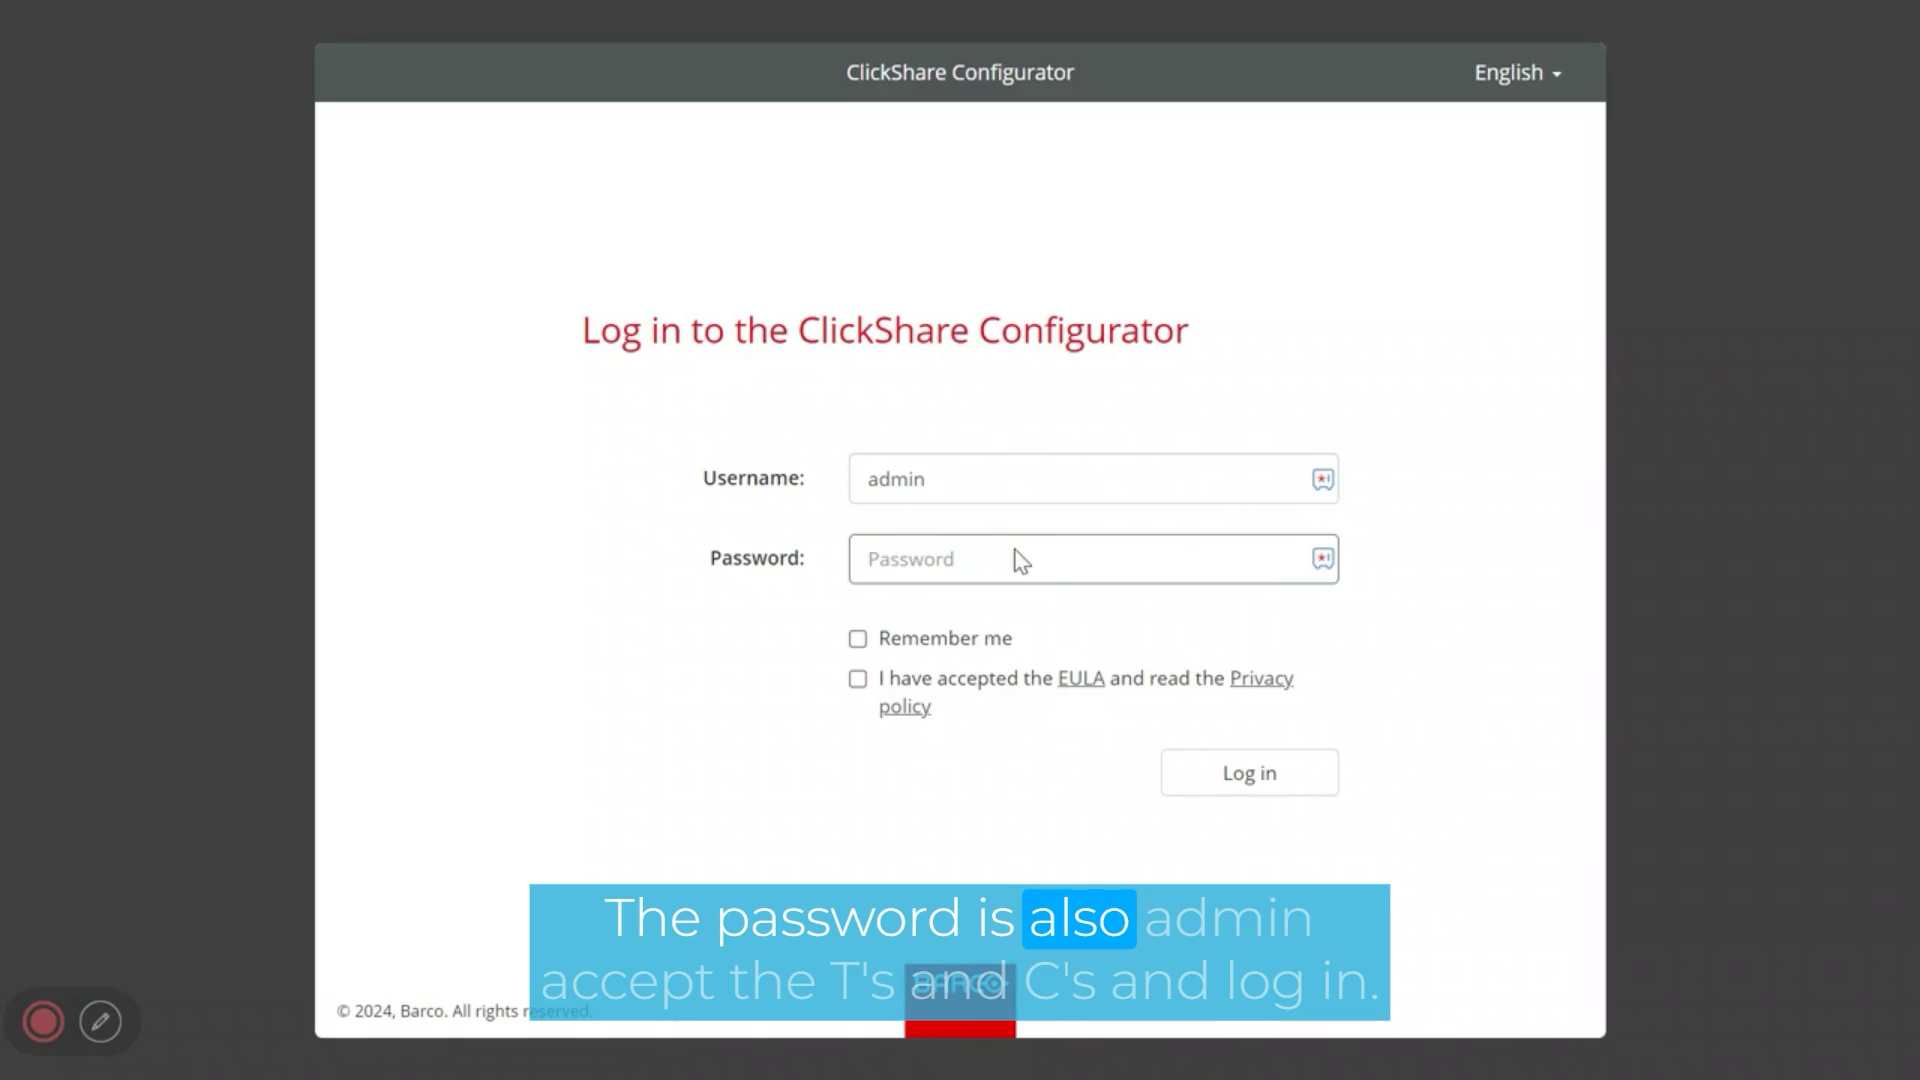 ClickShare Configurator
English
Log in to the ClickShare Configurator
Username:
admin
Password:
Password
Remember me
I have accepted the EULA and read the Privacy
policy
Log in
The password is also admin
accept the T's and C's and log in.
BARCO
© 2024, Barco. All rights reserved.